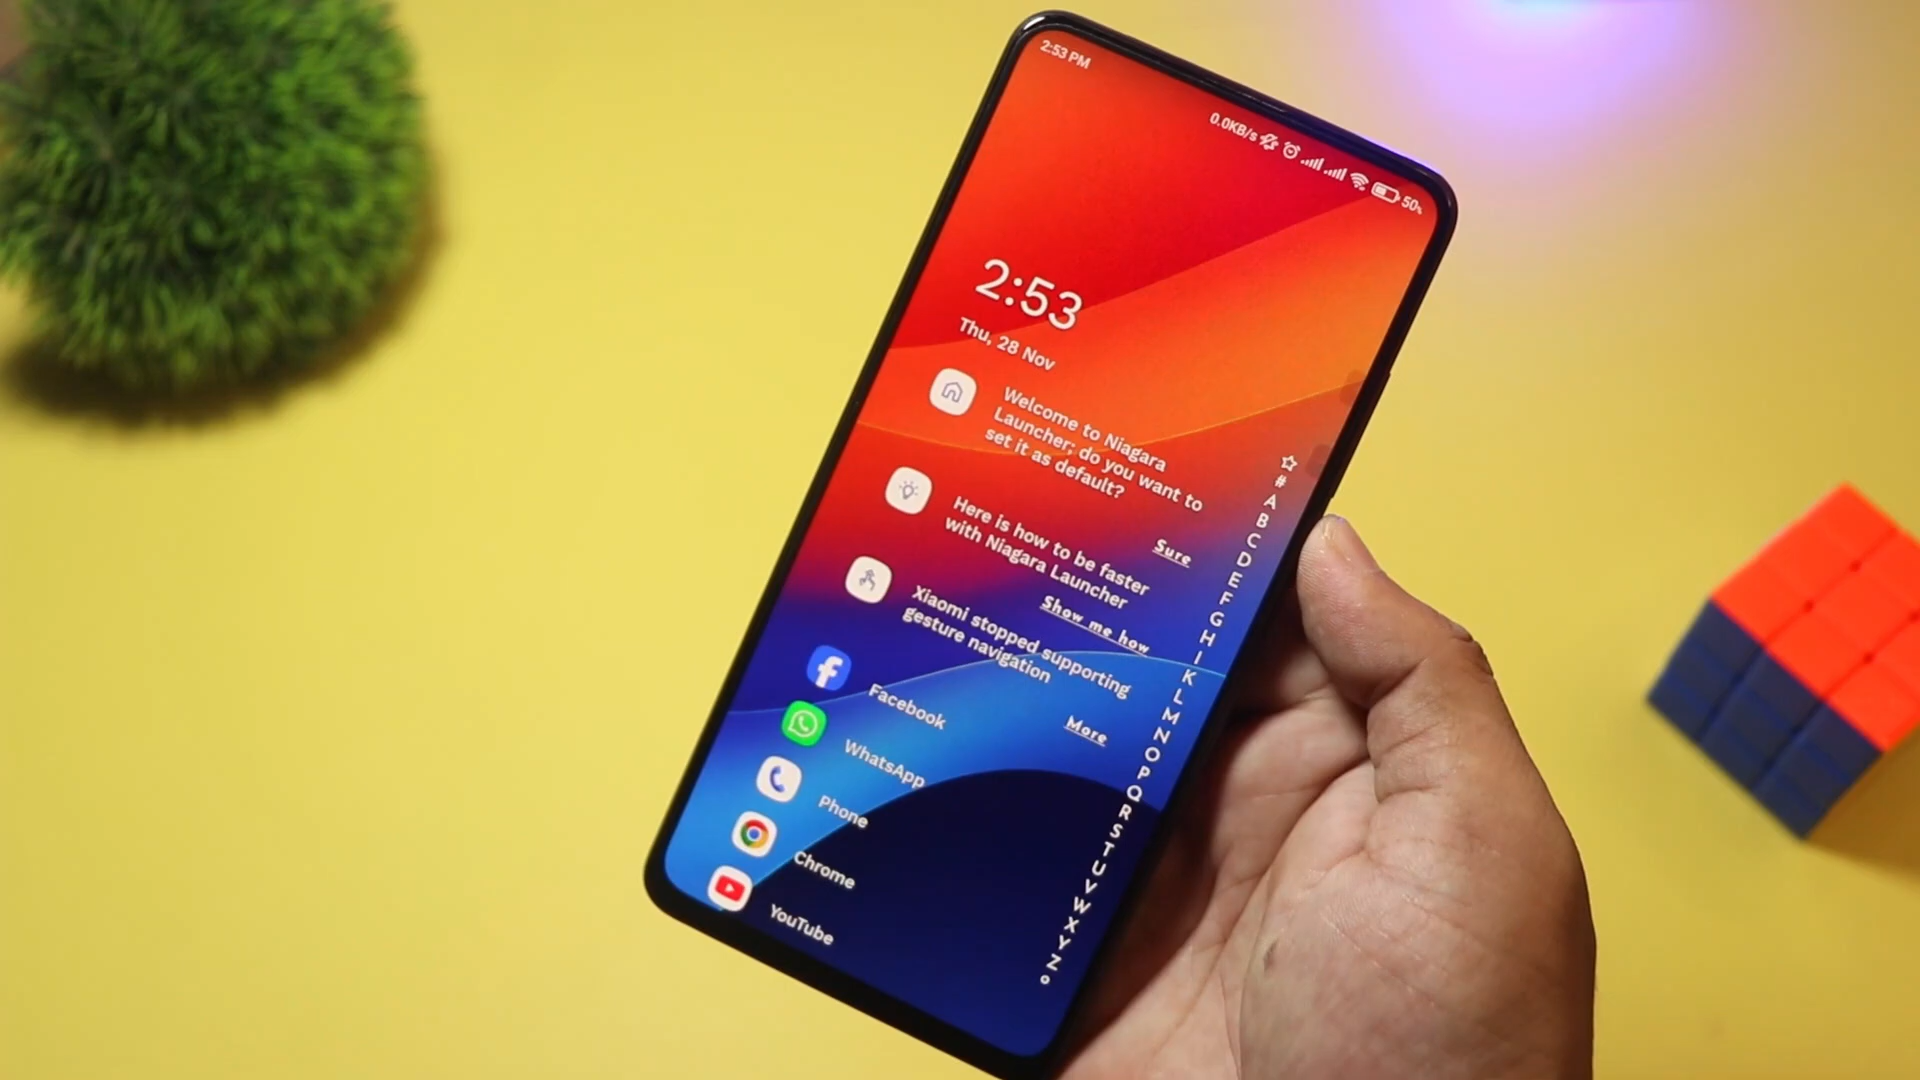 2:53 PM
0.0KB/s
50%
2:53
Thu, 28 Nov
Welcome to Niagara
Launcher; do you want to
set it as default?
Sure
Here is how to be faster
with Niagara Launcher
Show me how
Xiaomi stopped supporting
gesture navigation
More
Facebook
WhatsApp
Phone
Chrome
YouTube
#
A
B
C
D
E
F
G
H
I
K
L
M
N
O
P
Q
R
S
T
U
V
W
X
Y
Z